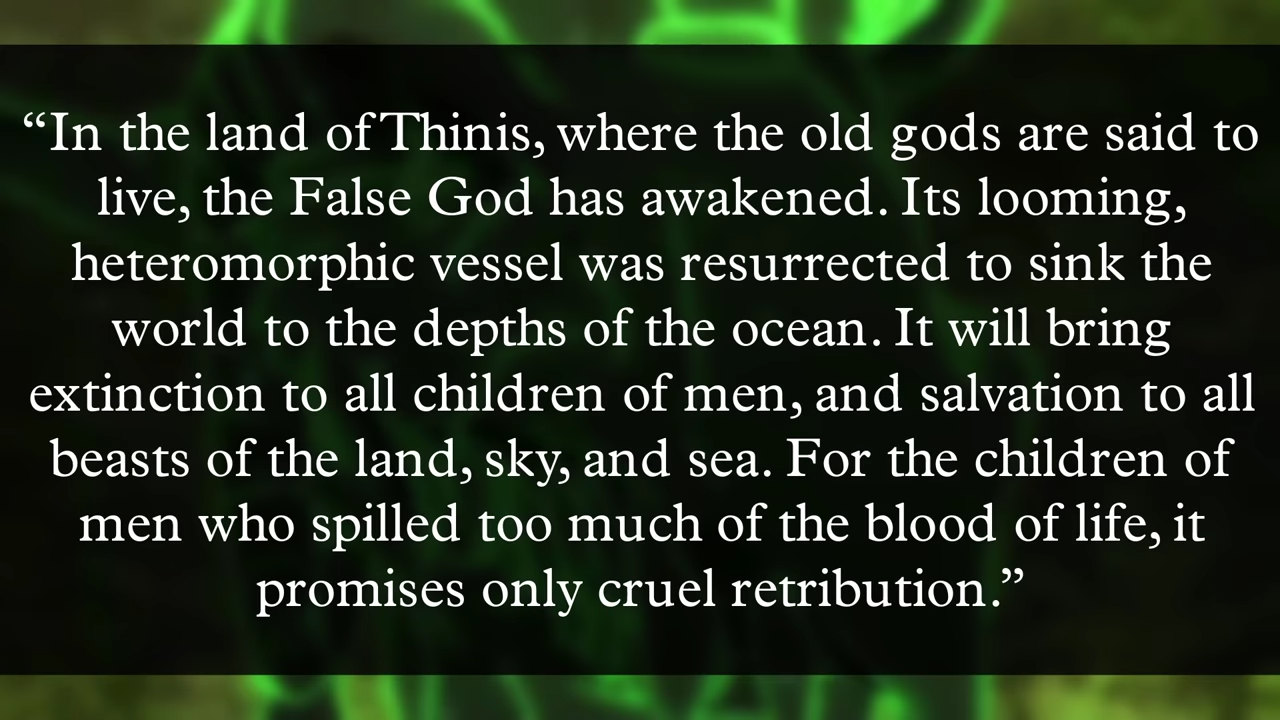 “In the land of Thinis, where the old gods are said to
live, the False God has awakened. Its looming,
heteromorphic vessel was resurrected to sink the
world to the depths of the ocean. It will bring
extinction to all children of men, and salvation to all
beasts of the land, sky, and sea. For the children of
men who spilled too much of the blood of life, it
promises only cruel retribution.”